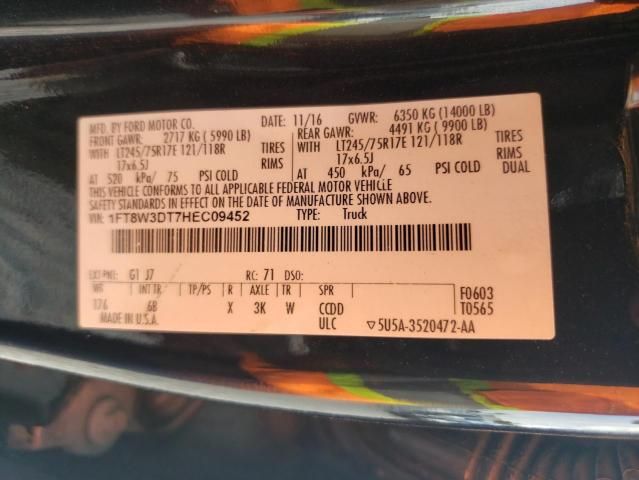 MFD. BY FORD MOTOR CO. DATE: 11/16 GVWR: 6350 KG (14000 LB)
FRONT GAWR: 2717 KG (5990 LB) REAR GAWR: 4491 KG (9900 LB)
WITH LT245/75R17E 121/118R TIRES WITH LT245/75R17E 121/118R TIRES
17x6.5J RIMS 17x6.5J RIMS
AT 520 kPa/ 75 PSI COLD AT 450 kPa/ 65 PSI COLD DUAL
THIS VEHICLE CONFORMS TO ALL APPLICABLE FEDERAL MOTOR VEHICLE
SAFETY STANDARDS IN EFFECT ON THE DATE OF MANUFACTURE SHOWN ABOVE.
VIN: 1FT8W3DT7HEC09452 TYPE: Truck
EXT PNT: G1 J7 RC: 71 DSO:
WB INT TR TP/PS R AXLE TR SPR F0603
176 6B X 3K W CCDD T0565
MADE IN U.S.A. ULC ▽5U5A-3520472-AA